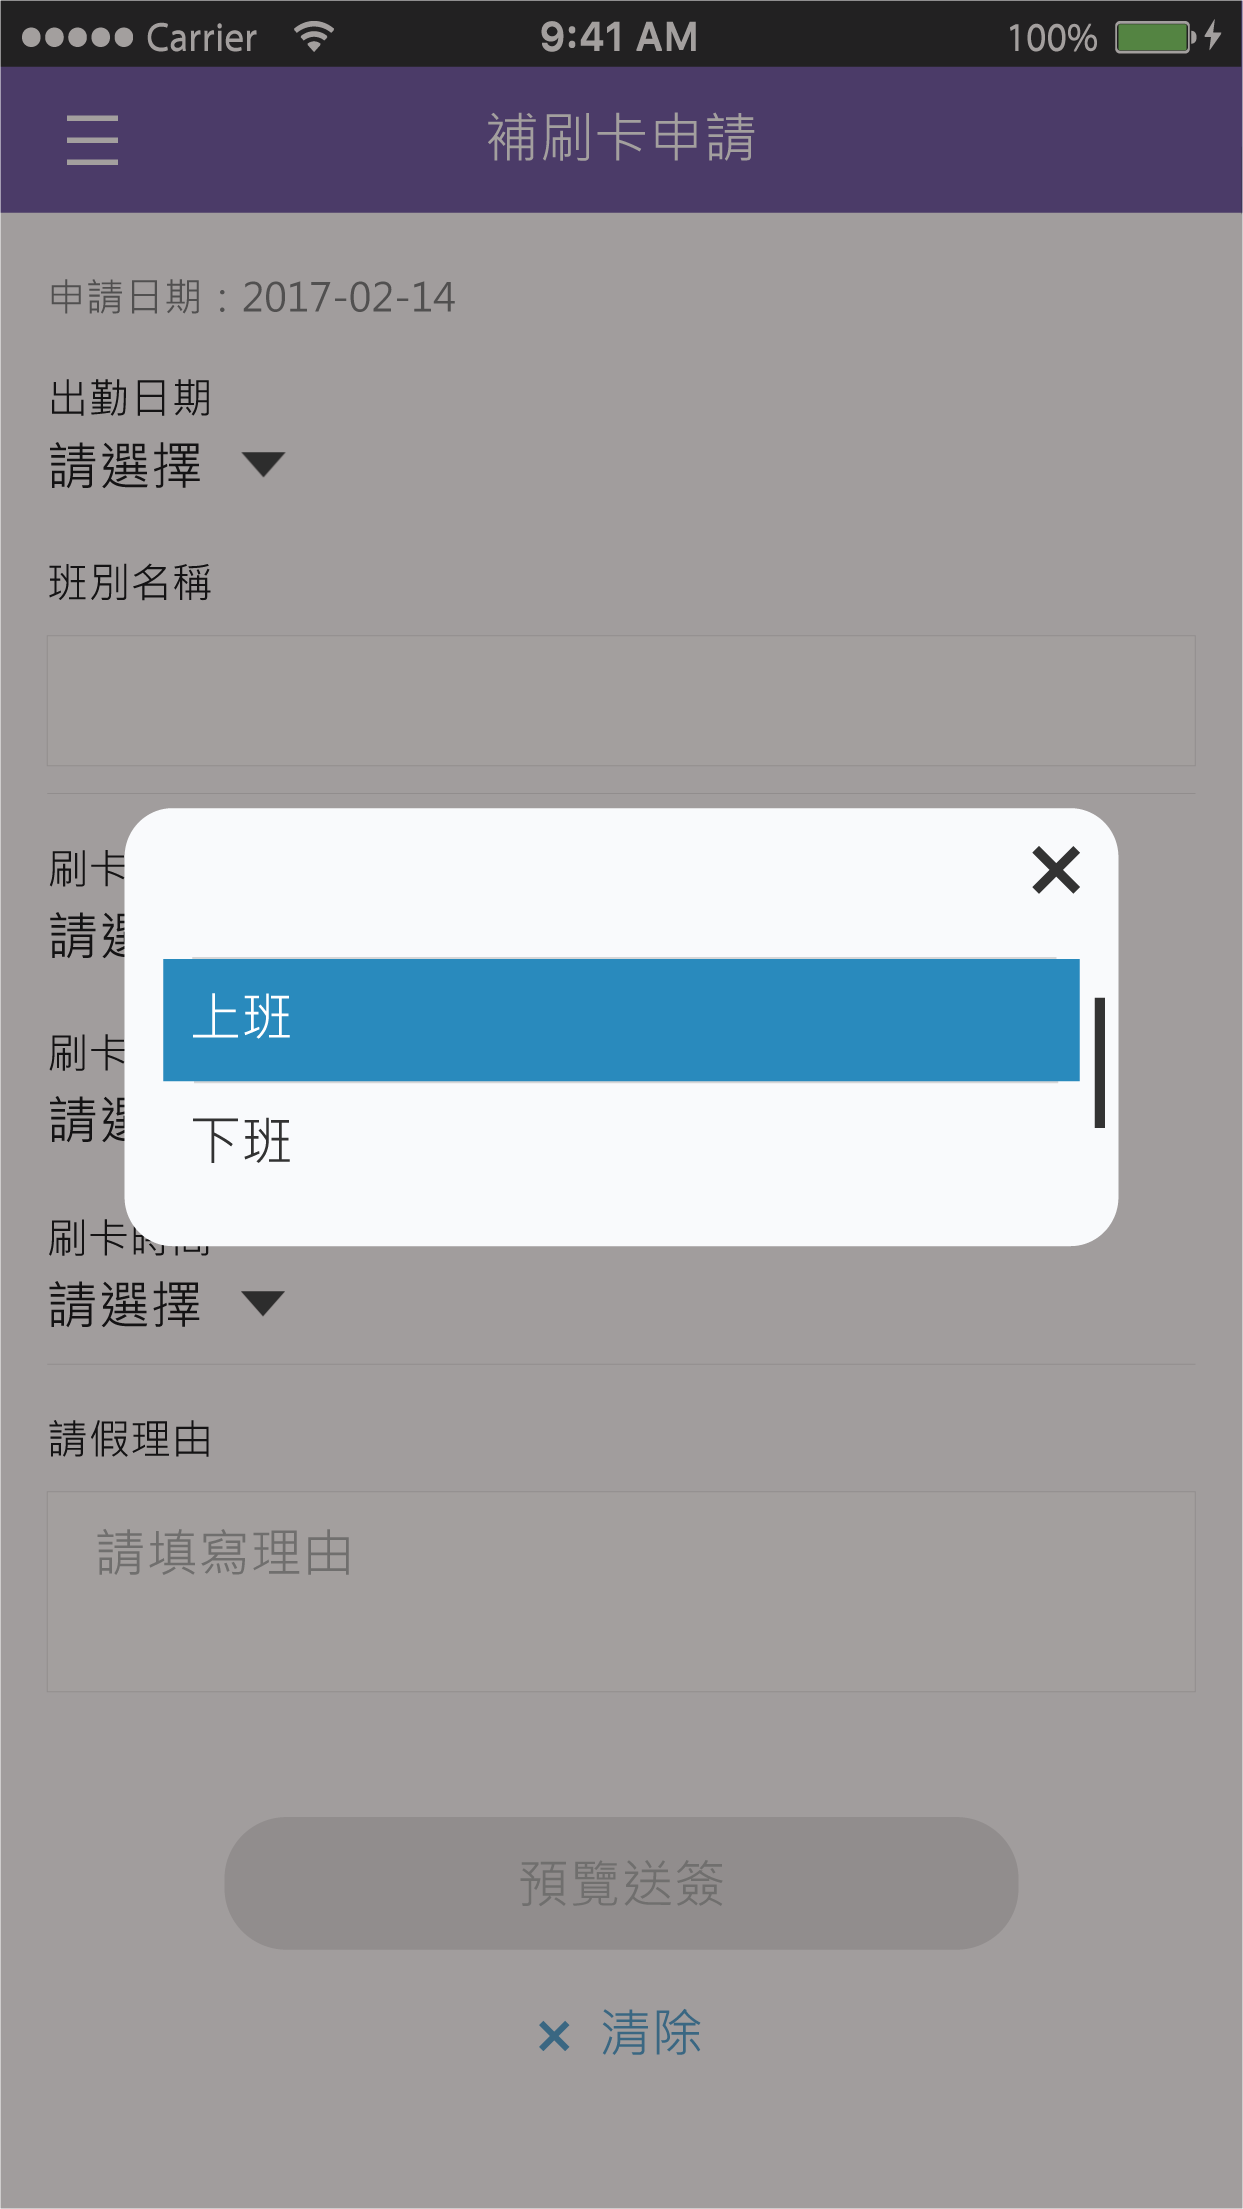 Carrier 9:41 AM 100%
補刷卡申請
申請日期：2017-02-14
出勤日期
請選擇
班別名稱
刷卡
請選
上班
刷卡
請選
下班
刷卡時間
請選擇
請假理由
請填寫理由
預覽送簽
× 清除